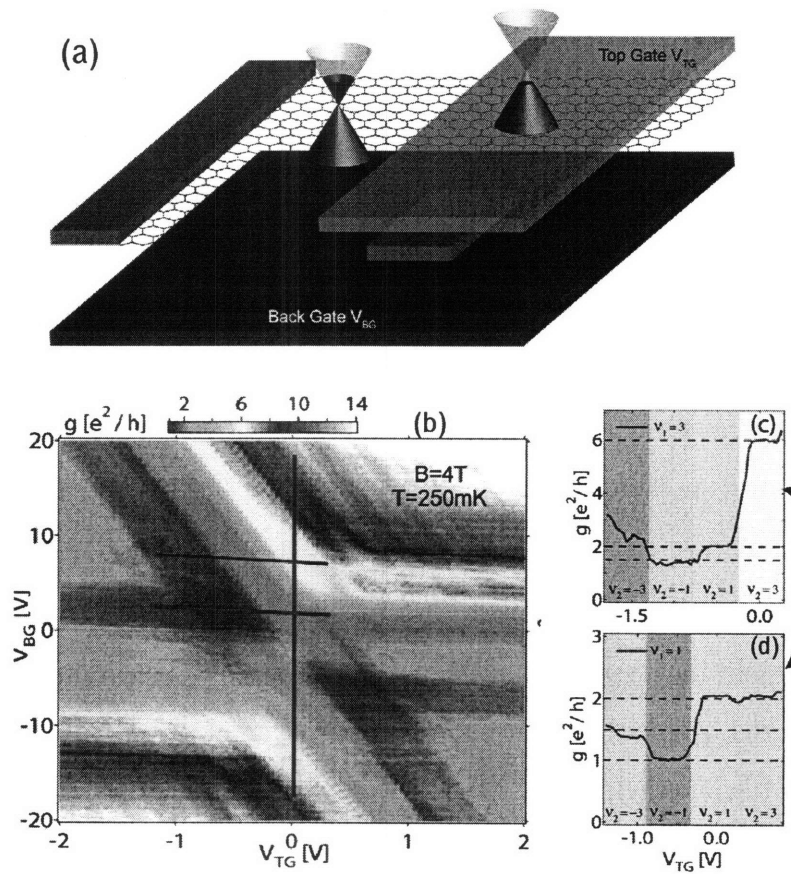 (a)
Top Gate V_TG
Back Gate V_BG
g [e²/h]
2 6 10 14
(b)
B=4T
T=250mK
V_BG [V]
20
10
0
-10
-20
-2 -1 0 1 2
V_TG [V]
(c)
ν₁=3
g [e²/h]
6
4
2
0
ν₂=-3 ν₂=-1 ν₂=1 ν₂=3
-1.5 0.0
(d)
g [e²/h]
3
2
1
0
ν₂=-3 ν₂=-1 ν₂=1 ν₂=3
-1.0 0.0
V_TG [V]